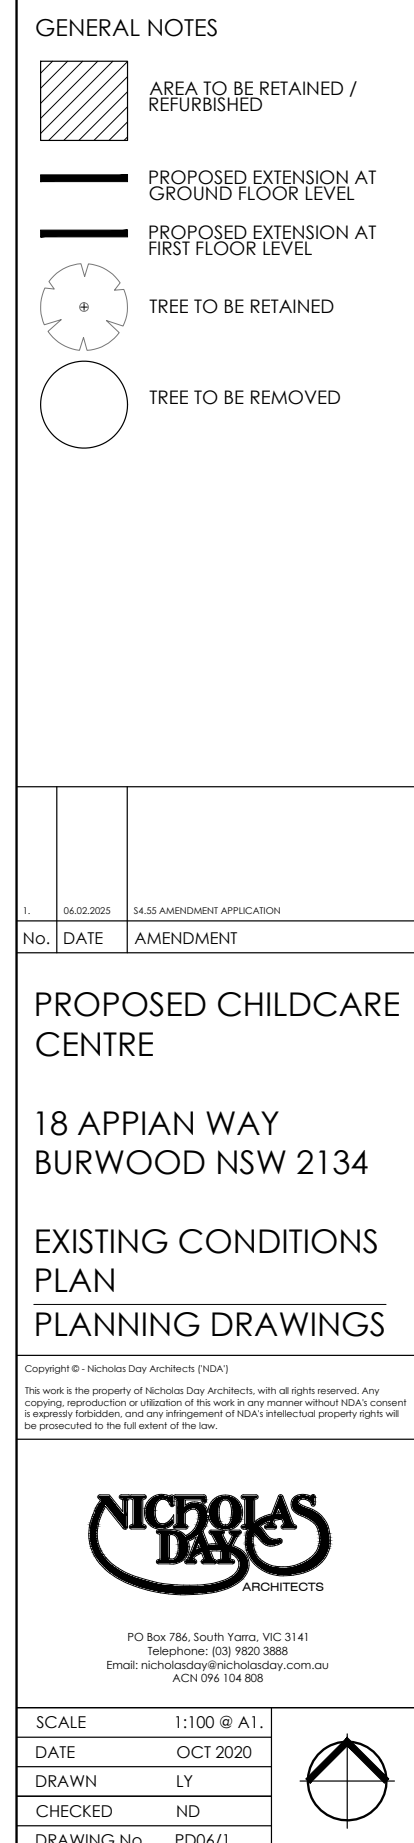 GENERAL NOTES
AREA TO BE RETAINED /
REFURBISHED
PROPOSED EXTENSION AT
GROUND FLOOR LEVEL
PROPOSED EXTENSION AT
FIRST FLOOR LEVEL
TREE TO BE RETAINED
TREE TO BE REMOVED
1. 06.02.2025 S4.55 AMENDMENT APPLICATION
No. DATE AMENDMENT
PROPOSED CHILDCARE
CENTRE
18 APPIAN WAY
BURWOOD NSW 2134
EXISTING CONDITIONS
PLAN
PLANNING DRAWINGS
Copyright © - Nicholas Day Architects ('NDA')
This work is the property of Nicholas Day Architects, with all rights reserved. Any
copying, reproduction or utilization of this work in any manner without NDA's consent
is expressly forbidden, and any infringement of NDA's intellectual property rights will
be prosecuted to the full extent of the law.
NICHOLAS
DAY
ARCHITECTS
PO Box 786, South Yarra, VIC 3141
Telephone: (03) 9820 3888
Email: nicholasday@nicholasday.com.au
ACN 096 104 808
SCALE 1:100 @ A1.
DATE OCT 2020
DRAWN LY
CHECKED ND
DRAWING No. PD06/1